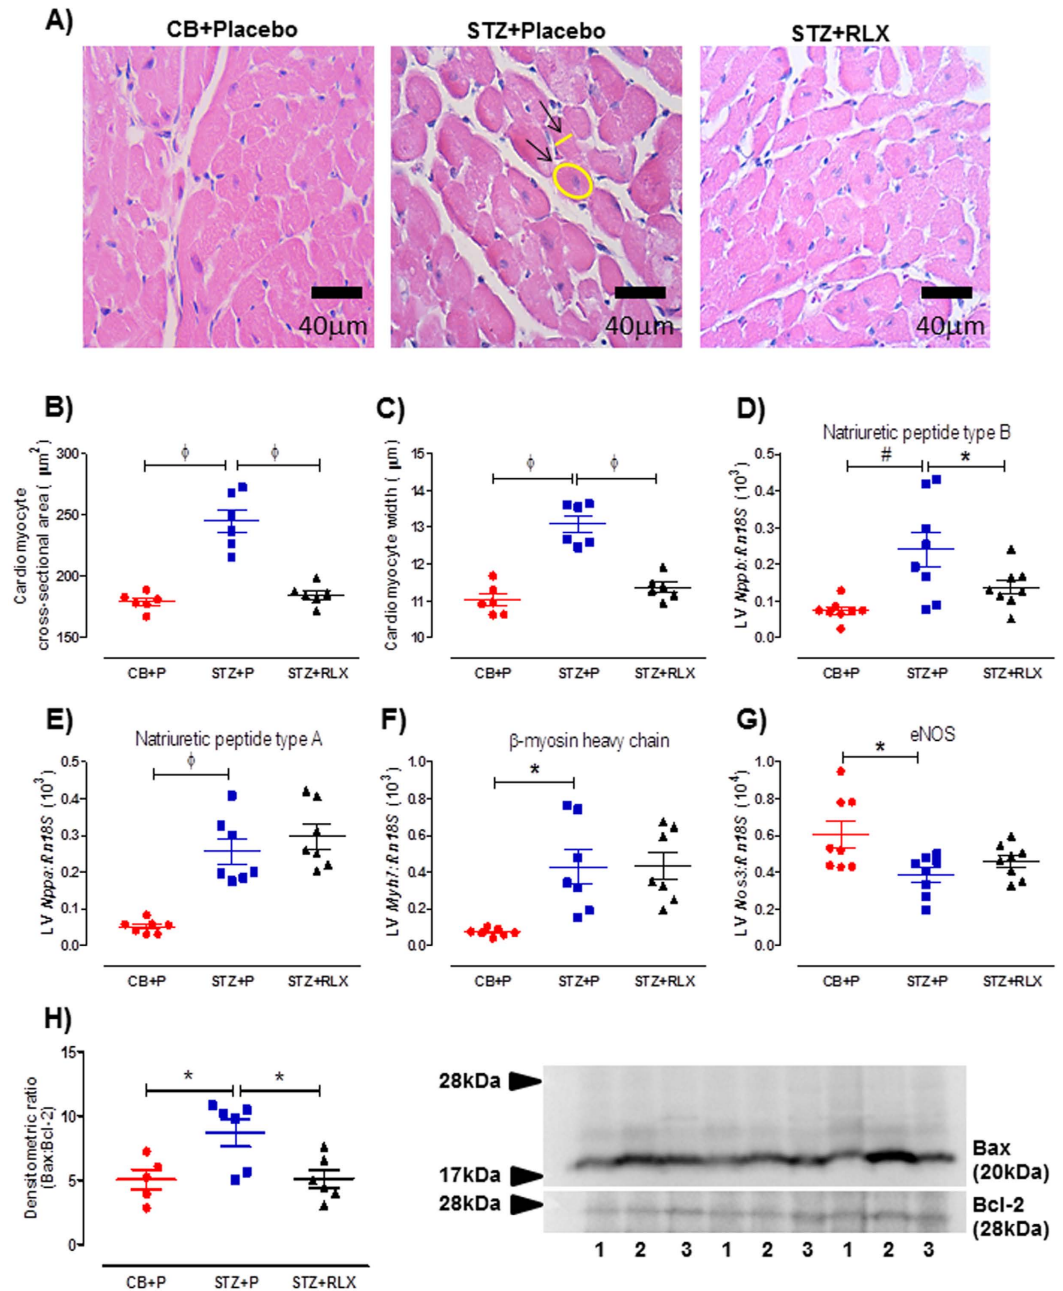 A)
CB+Placebo
STZ+Placebo
STZ+RLX
40μm
40μm
40μm
B)
Cardiomyocyte
cross-sectional area ( μm²)
300
250
200
150
ϕ
ϕ
CB+P
STZ+P
STZ+RLX
C)
Cardiomyocyte width ( μm)
15
14
13
12
11
10
ϕ
ϕ
CB+P
STZ+P
STZ+RLX
D)
Natriuretic peptide type B
LV Nppb:Rn18S (10³)
0.5
0.4
0.3
0.2
0.1
0.0
#
*
CB+P
STZ+P
STZ+RLX
E)
Natriuretic peptide type A
LV Nppa:Rn18S (10³)
0.5
0.4
0.3
0.2
0.1
0.0
ϕ
CB+P
STZ+P
STZ+RLX
F)
β-myosin heavy chain
LV Myh7:Rn18S (10³)
1.0
0.8
0.6
0.4
0.2
0.0
*
CB+P
STZ+P
STZ+RLX
G)
eNOS
LV Nos3:Rn18S (10⁴)
1.0
0.8
0.6
0.4
0.2
0.0
*
CB+P
STZ+P
STZ+RLX
H)
Densitometric ratio
(Bax:Bcl-2)
15
10
5
0
*
*
CB+P
STZ+P
STZ+RLX
28kDa
17kDa
28kDa
Bax
(20kDa)
Bcl-2
(28kDa)
1 2 3 1 2 3 1 2 3